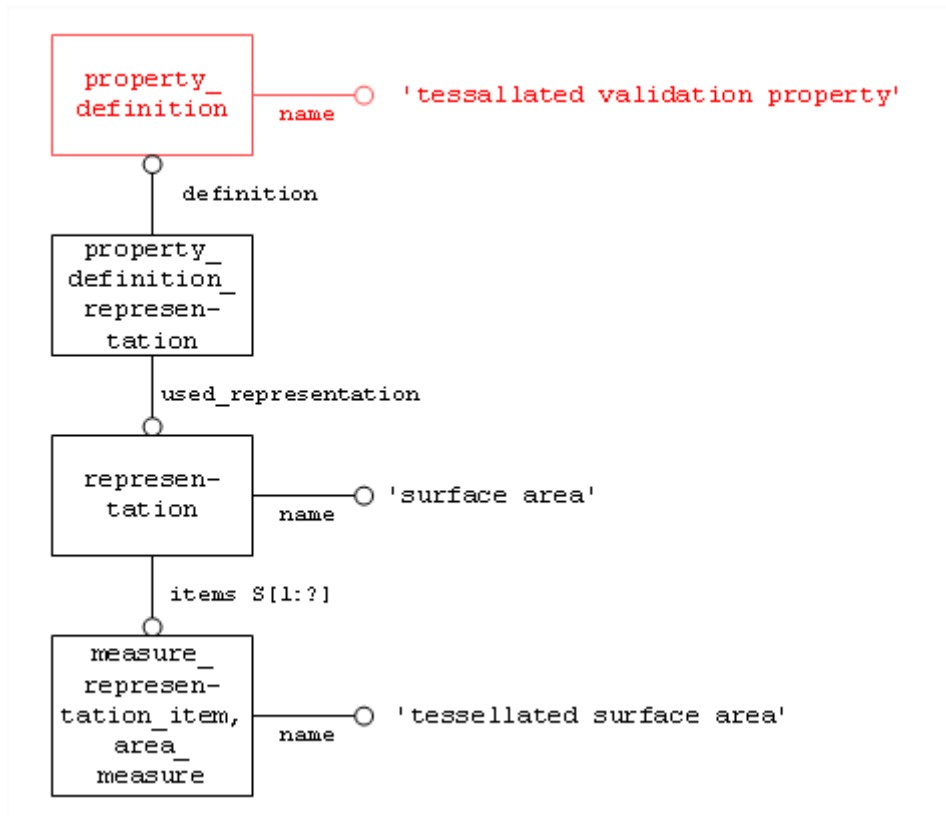 property_
definition
name
'tessallated validation property'
definition
property_
definition_
represen-
tation
used_representation
represen-
tation
name
'surface area'
items S[1:?]
measure_
represen-
tation_item,
area_
measure
name
'tessellated surface area'